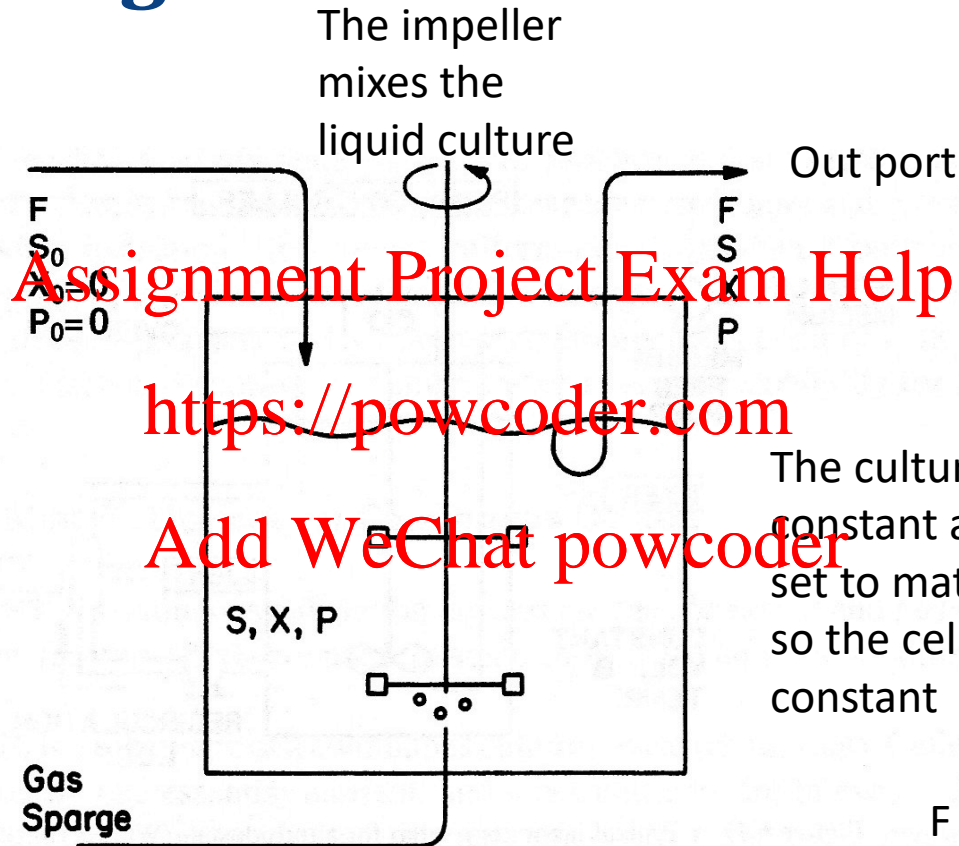 g
The impeller
mixes the
liquid culture
Out port
F
S₀
X₀=0
P₀=0
F
S
X
P
Assignment Project Exam Help
https://powcoder.com
The cultur
constant a
Add WeChat powcoder
set to mat
so the cel
constant
S, X, P
Gas
Sparge
F